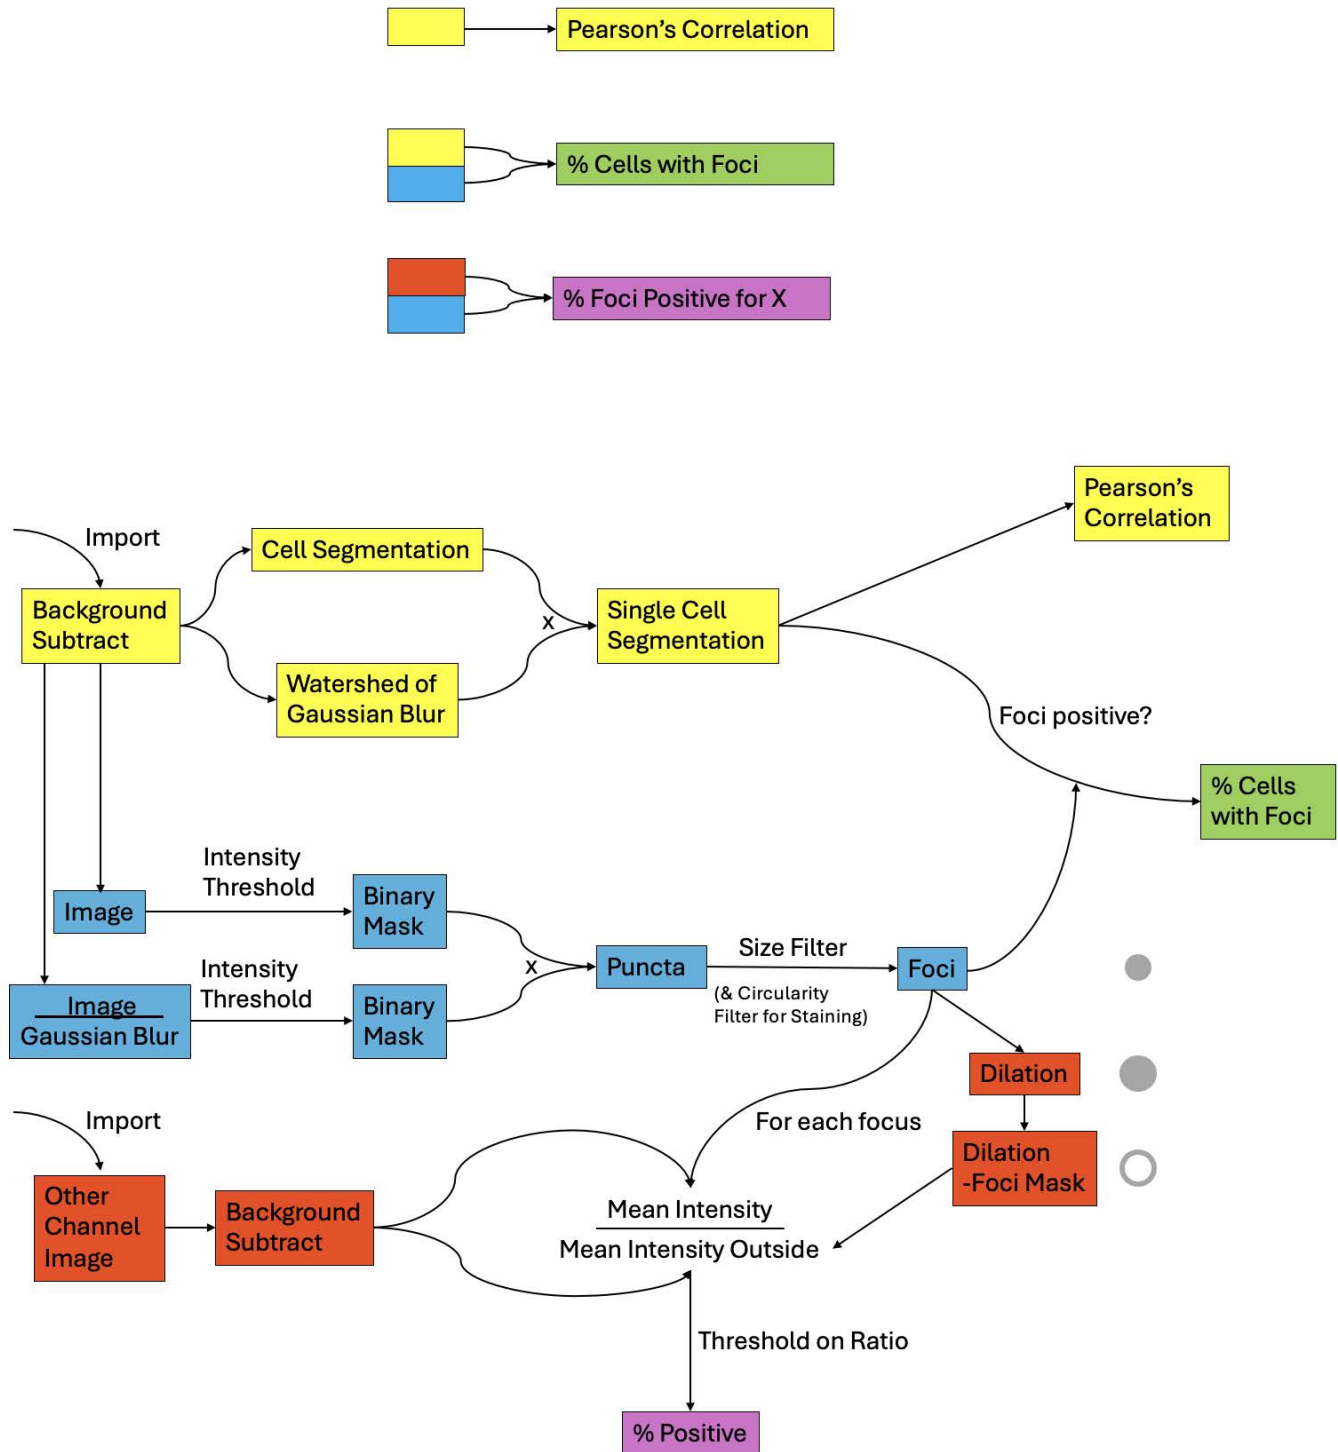 Pearson's Correlation
% Cells with Foci
% Foci Positive for X
Pearson's
Correlation
Import
Cell Segmentation
Background
Subtract
x
Single Cell
Segmentation
Watershed of
Gaussian Blur
Foci positive?
% Cells
with Foci
Intensity
Threshold
Image
Binary
Mask
Intensity
Threshold
x
Puncta
Size Filter
(& Circularity
Filter for Staining)
Foci
Image
Gaussian Blur
Binary
Mask
Dilation
Import
For each focus
Dilation
-Foci Mask
Other
Channel
Image
Background
Subtract
Mean Intensity
Mean Intensity Outside
Threshold on Ratio
% Positive